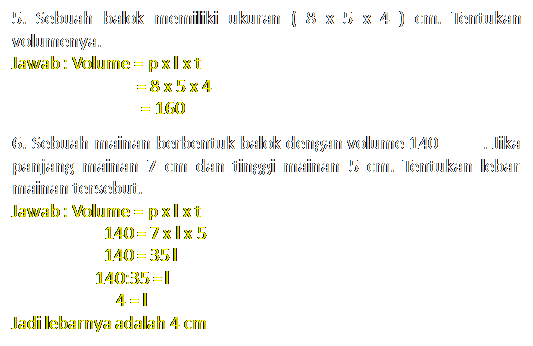 5. Sebuah balok memiliki ukuran ( 8 x 5 x 4 ) cm. Tentukan
volumenya.
Jawab : Volume = p x l x t
= 8 x 5 x 4
= 160
6. Sebuah mainan berbentuk balok dengan volume 140 . Jika
panjang mainan 7 cm dan tinggi mainan 5 cm. Tentukan lebar
mainan tersebut.
Jawab : Volume = p x l x t
140 = 7 x l x 5
140 = 35 l
140:35 = l
4 = l
Jadi lebarnya adalah 4 cm